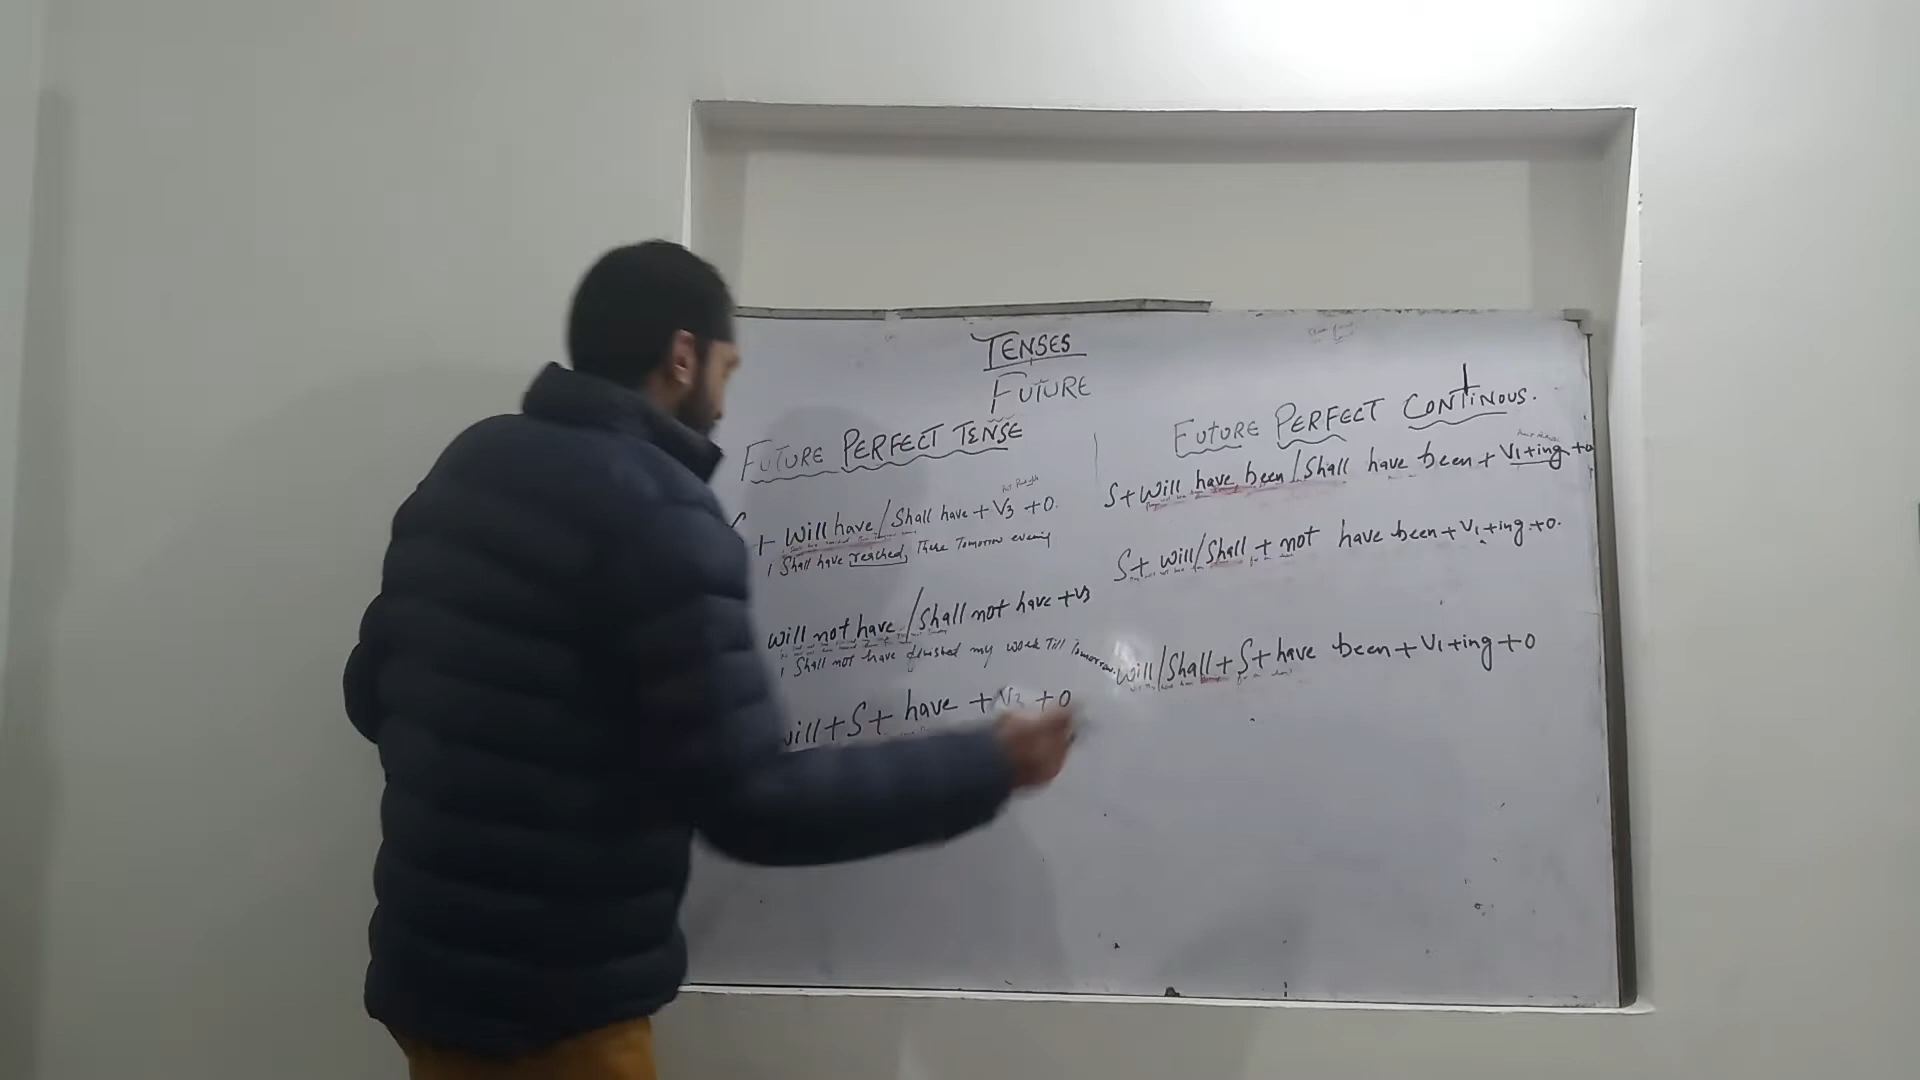 TENSES
FUTURE
FUTURE PERFECT TENSE
+ Will have / Shall have + V3 + O.
I Shall have reached, There Tomorrow evening
will not have / Shall not have + V3
I Shall not have finished my work Till Tomorrow.
will + S + have + V3 + O
FUTURE PERFECT CONTINOUS.
S + Will have been / Shall have been + V1 + ing + O
S + will / Shall + not have been + V1 + ing + O.
will / Shall + S + have been + V1 + ing + O